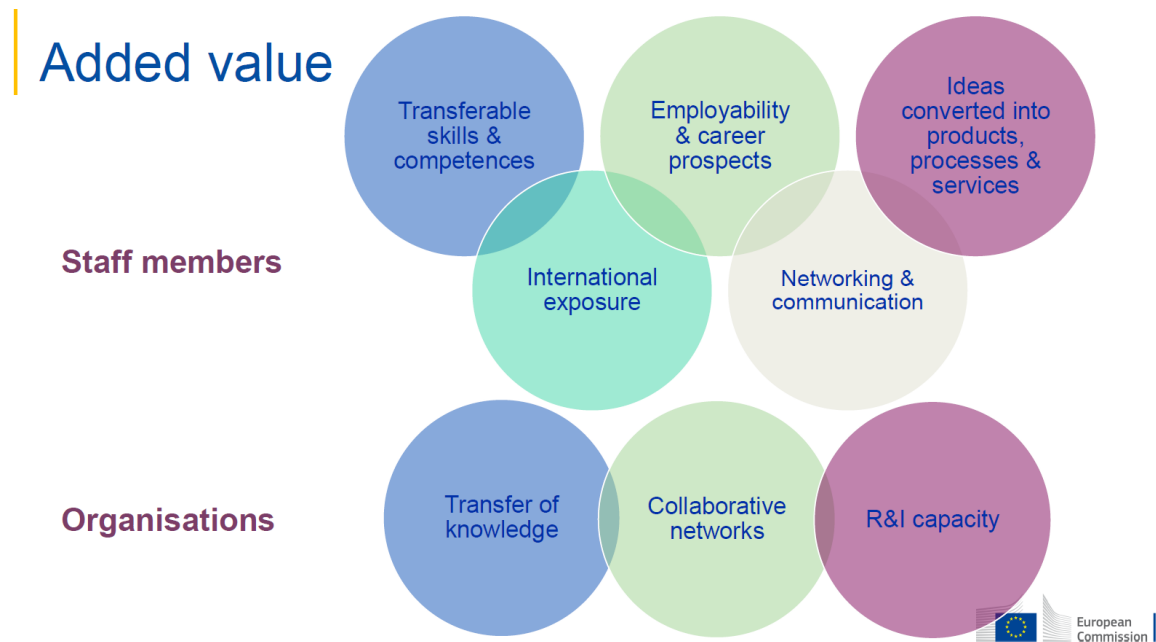 Added value
Transferable
skills &
competences
Employability
& career
prospects
Ideas
converted into
products,
processes &
services
Staff members
International
exposure
Networking &
communication
Organisations
Transfer of
knowledge
Collaborative
networks
R&I capacity
European
Commission